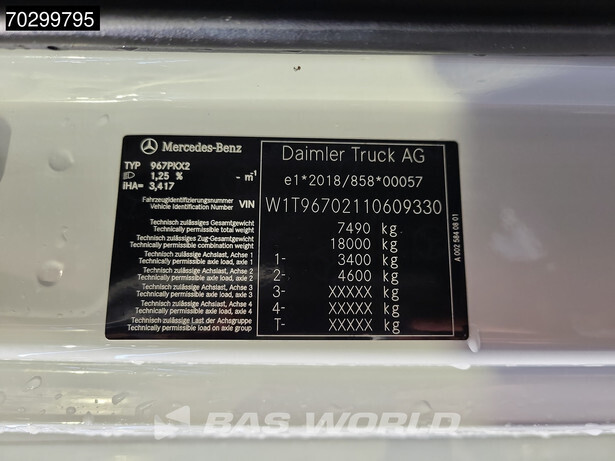 70299795
Mercedes-Benz
TYP 967PKX2
1,25 % - m⁻¹
iHA= 3,417
Fahrzeugidentifizierungsnummer
Vehicle Identification Number VIN
Technisch zulässiges Gesamtgewicht
Technically permissible total weight
Technisch zulässiges Zug-Gesamtgewicht
Technically permissible combination weight
Technisch zulässige Achslast, Achse 1
Technically permissible axle load, axle 1
Technisch zulässige Achslast, Achse 2
Technically permissible axle load, axle 2
Technisch zulässige Achslast, Achse 3
Technically permissible axle load, axle 3
Technisch zulässige Achslast, Achse 4
Technically permissible axle load, axle 4
Technisch zulässige Last der Achsgruppe
Technically permissible load on axle group
Daimler Truck AG
e1*2018/858*00057
W1T96702110609330
7490 kg
18000 kg
1- 3400 kg
2- 4600 kg
3- XXXXX kg
4- XXXXX kg
T- XXXXX kg
A 002 584 08 01
BAS WORLD